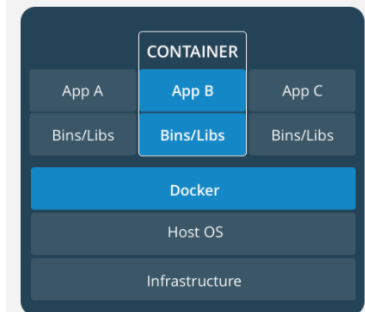 CONTAINER
App A App B App C
Bins/Libs Bins/Libs Bins/Libs
Docker
Host OS
Infrastructure